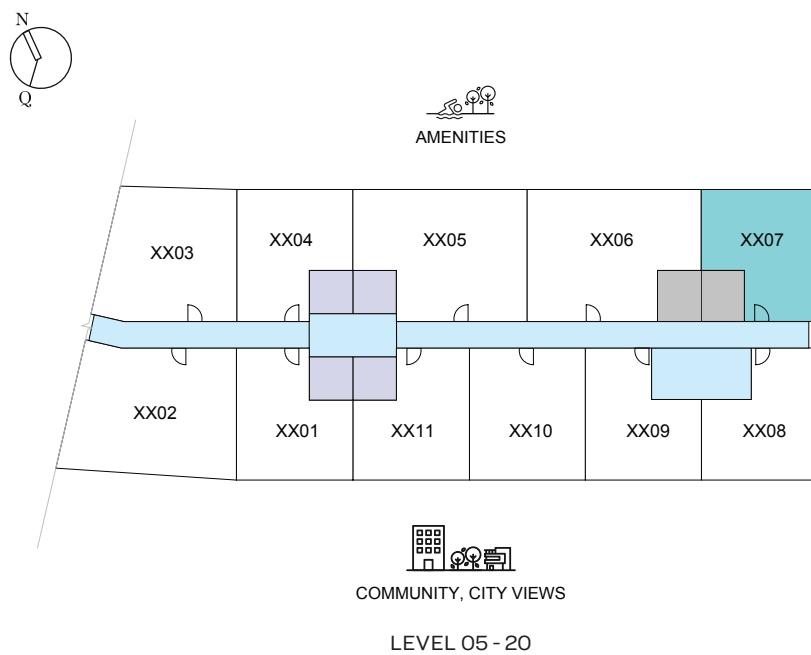 N
Q
AMENITIES
XX03
XX04
XX05
XX06
XX07
XX02
XX01
XX11
XX10
XX09
XX08
COMMUNITY, CITY VIEWS
LEVEL 05 - 20